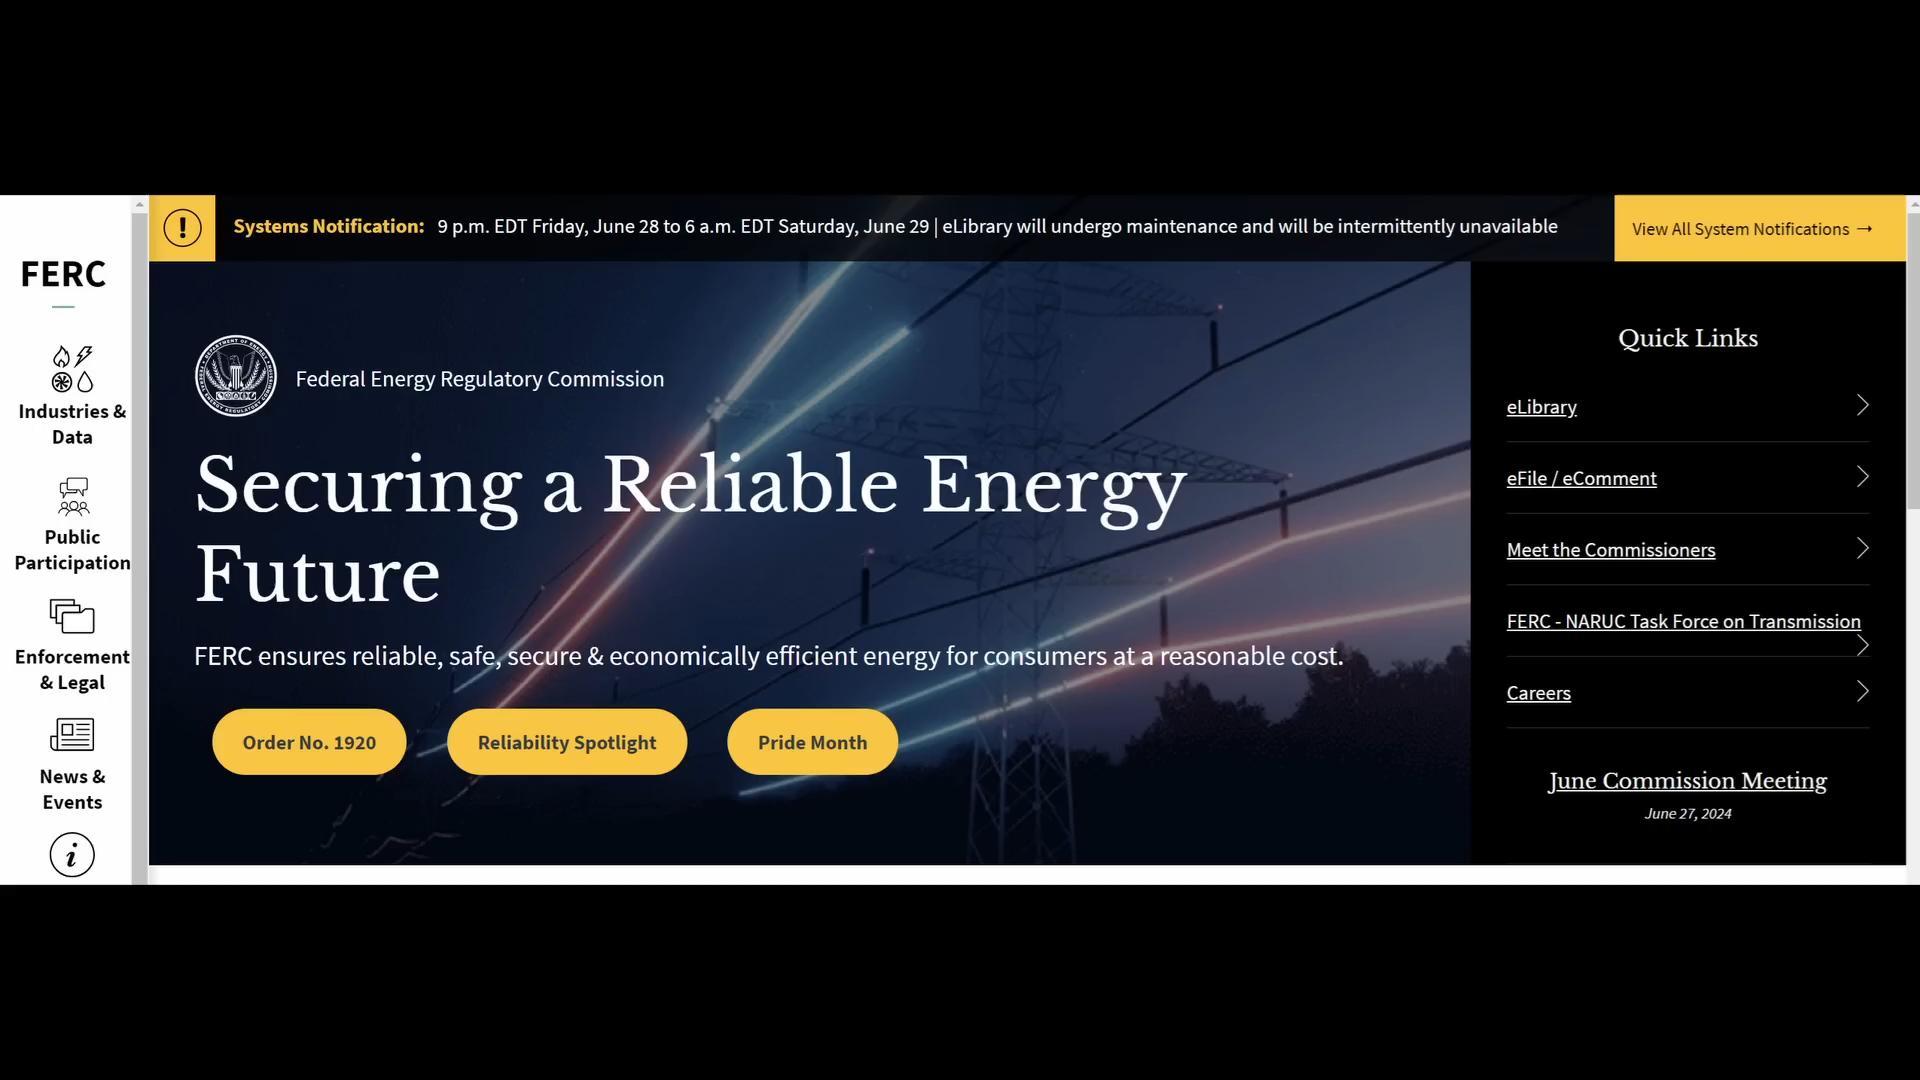 Systems Notification: 9 p.m. EDT Friday, June 28 to 6 a.m. EDT Saturday, June 29 | eLibrary will undergo maintenance and will be intermittently unavailable
View All System Notifications →
FERC
Industries &
Data
Public
Participation
Enforcement
& Legal
News &
Events
Federal Energy Regulatory Commission
Securing a Reliable Energy
Future
FERC ensures reliable, safe, secure & economically efficient energy for consumers at a reasonable cost.
Order No. 1920
Reliability Spotlight
Pride Month
Quick Links
eLibrary
eFile / eComment
Meet the Commissioners
FERC - NARUC Task Force on Transmission
Careers
June Commission Meeting
June 27, 2024